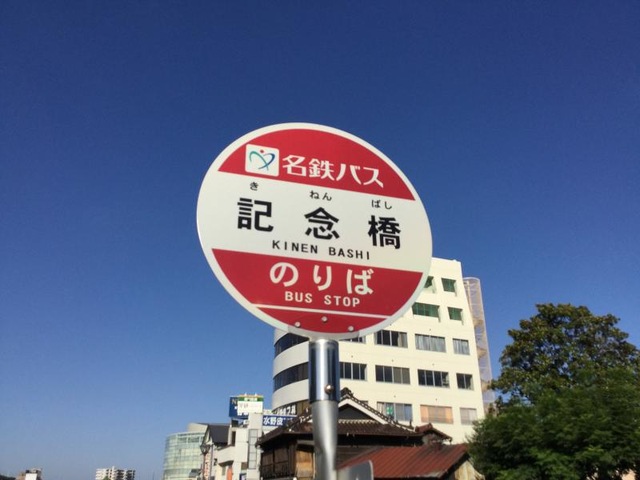 名鉄バス
き ねん ばし
記念橋
KINEN BASHI
のりば
BUS STOP